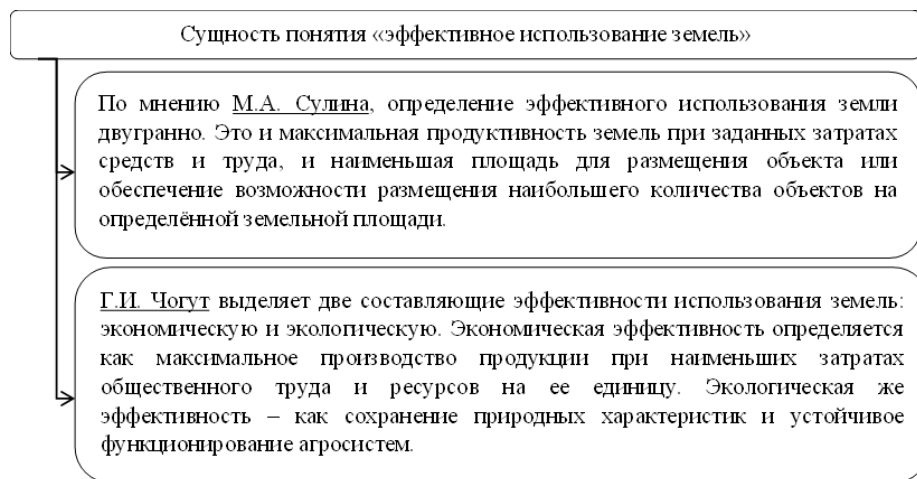 Сущность понятия «эффективное использование земель»
По мнению М.А. Сулина, определение эффективного использования земли
двугранно. Это и максимальная продуктивность земель при заданных затратах
средств и труда, и наименьшая площадь для размещения объекта или
обеспечение возможности размещения наибольшего количества объектов на
определённой земельной площади.
Г.И. Чогут выделяет две составляющие эффективности использования земель:
экономическую и экологическую. Экономическая эффективность определяется
как максимальное производство продукции при наименьших затратах
общественного труда и ресурсов на ее единицу. Экологическая же
эффективность – как сохранение природных характеристик и устойчивое
функционирование агросистем.